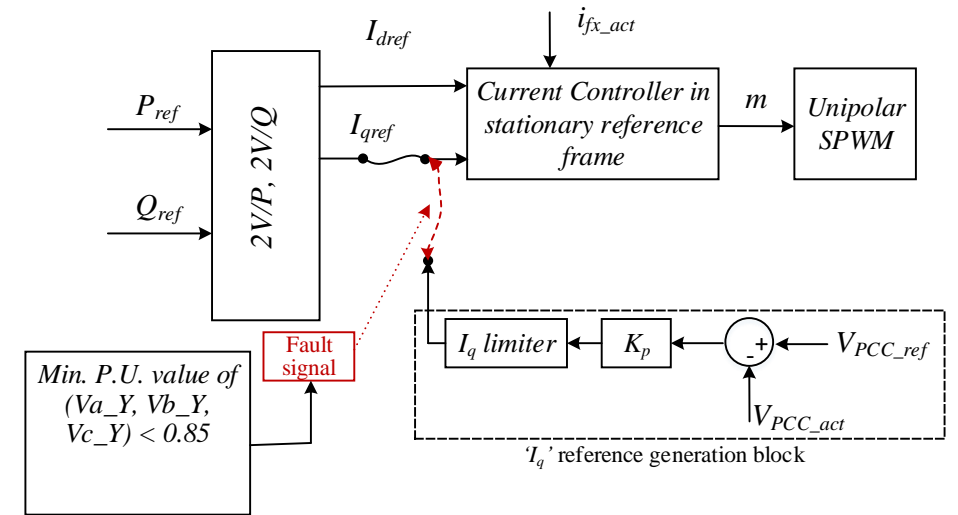 P_ref
Q_ref
2V/P, 2V/Q
I_dref
I_qref
i_fx_act
Current Controller in
stationary reference
frame
m
Unipolar
SPWM
Fault
signal
Min. P.U. value of
(Va_Y, Vb_Y,
Vc_Y) < 0.85
I_q limiter
K_p
+
-
V_PCC_ref
V_PCC_act
‘I_q’ reference generation block